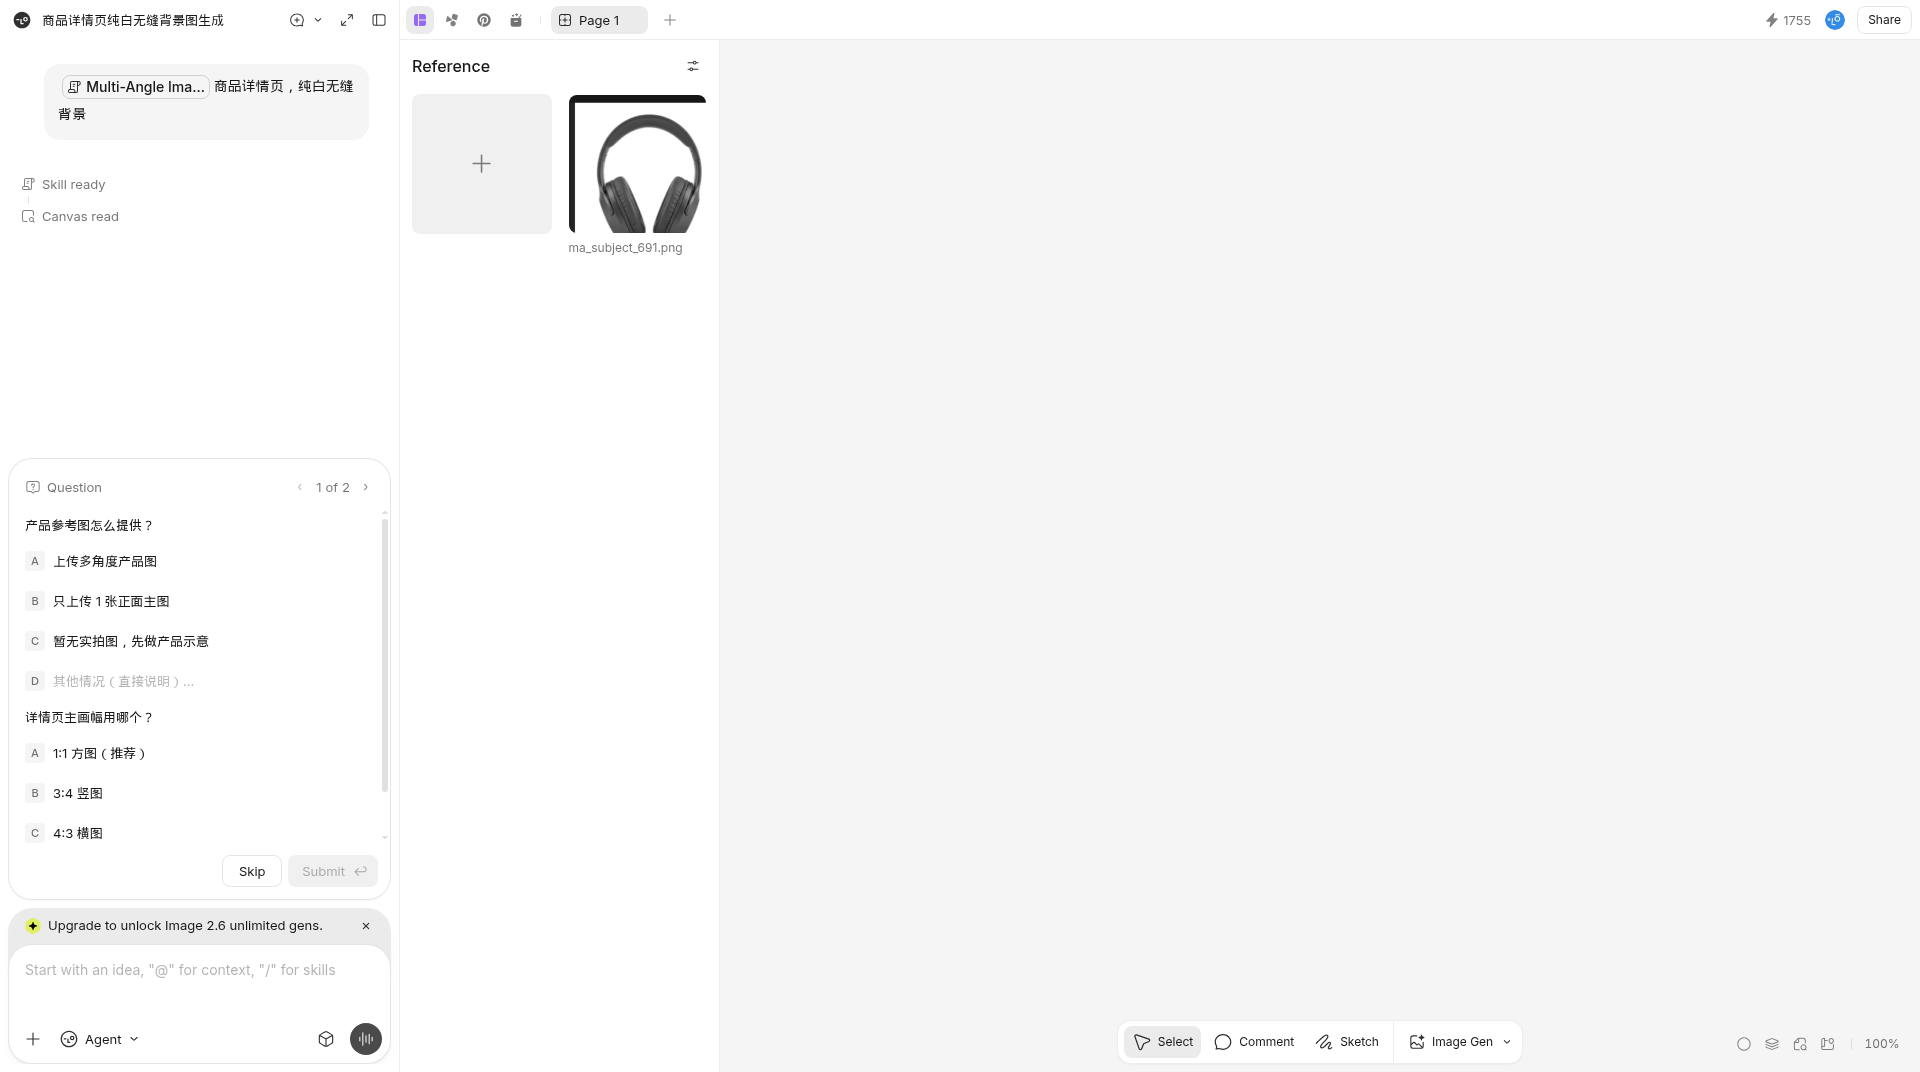 商品详情页纯白无缝背景图生成
Page 1
1755
Share
Multi-Angle Ima... 商品详情页，纯白无缝
背景
Skill ready
Canvas read
Reference
ma_subject_691.png
Question
1 of 2
产品参考图怎么提供？
A 上传多角度产品图
B 只上传 1 张正面主图
C 暂无实拍图，先做产品示意
D 其他情况（直接说明）...
详情页主画幅用哪个？
A 1:1 方图（推荐）
B 3:4 竖图
C 4:3 横图
Skip
Submit
Upgrade to unlock Image 2.6 unlimited gens.
Start with an idea, "@" for context, "/" for skills
Agent
Select
Comment
Sketch
Image Gen
100%